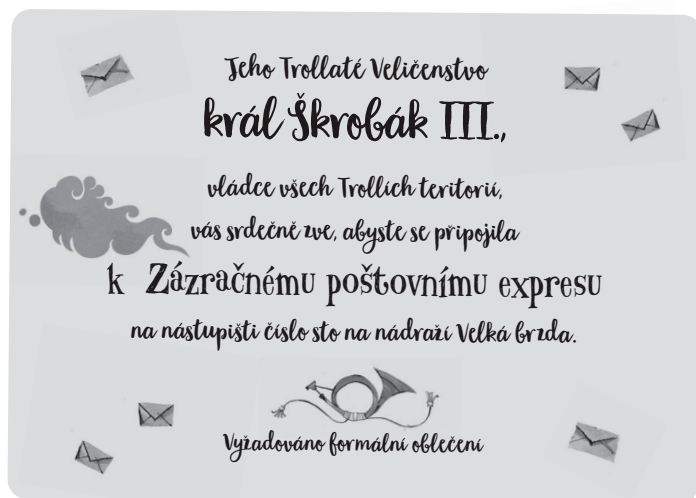 Jeho Trollaté Veličenstvo
král Škrobák III.,
vládce všech Trollích teritorií,
vás srdečně zve, abyste se připojila
k Zázračnému poštovnímu expresu
na nástupišti číslo sto na nádraží Velká brzda.
Vyžadováno formální oblečení